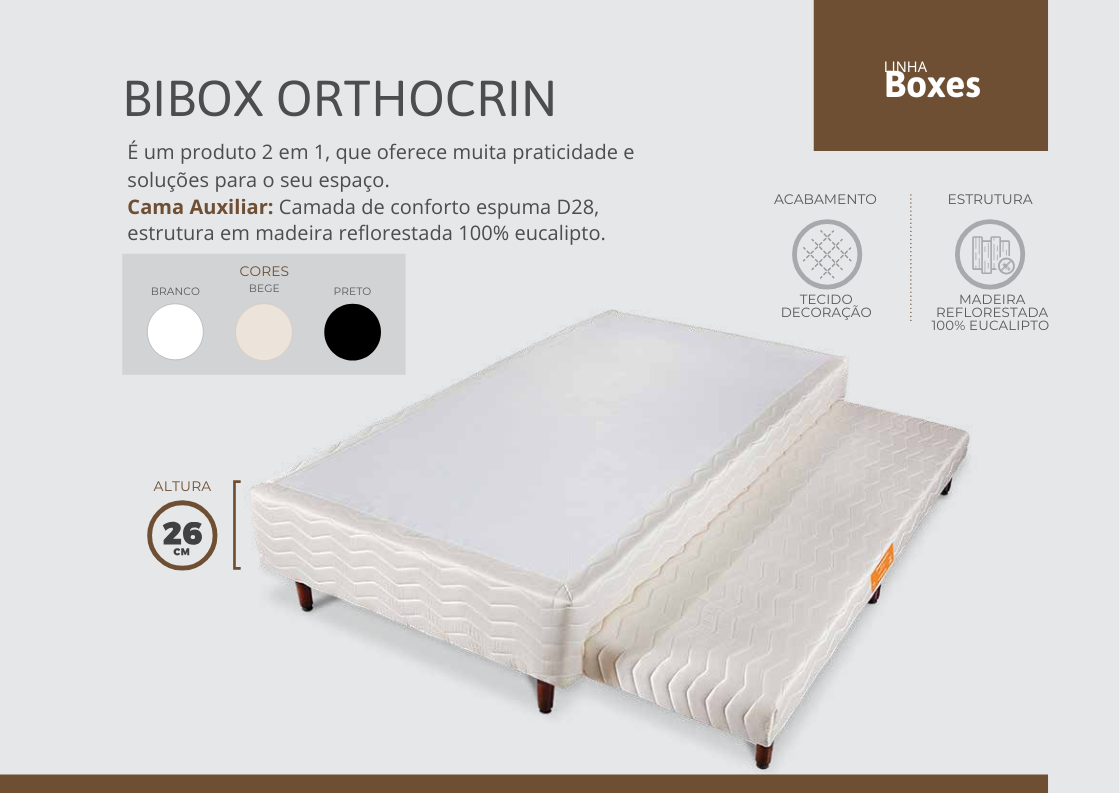 LINHA
Boxes
BIBOX ORTHOCRIN
É um produto 2 em 1, que oferece muita praticidade e
soluções para o seu espaço.
Cama Auxiliar: Camada de conforto espuma D28,
estrutura em madeira reflorestada 100% eucalipto.
CORES
BRANCO
BEGE
PRETO
ACABAMENTO
TECIDO
DECORAÇÃO
ESTRUTURA
MADEIRA
REFLORESTADA
100% EUCALIPTO
ALTURA
26
CM